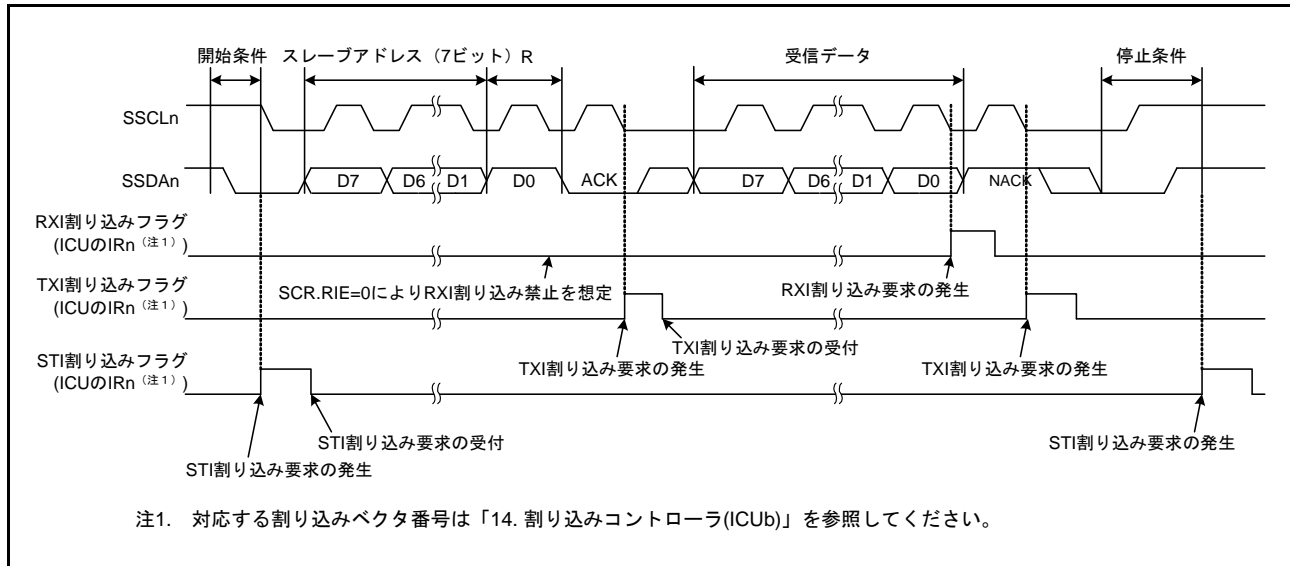 開始条件 スレーブアドレス（7ビット）R 受信データ 停止条件
SSCLn
SSDAn D7 D6 D1 D0 ACK D7 D6 D1 D0 NACK
RXI割り込みフラグ
(ICUのIRn（注1）)
SCR.RIE=0によりRXI割り込み禁止を想定
RXI割り込み要求の発生
TXI割り込みフラグ
(ICUのIRn（注1）)
TXI割り込み要求の受付
TXI割り込み要求の発生
TXI割り込み要求の発生
STI割り込みフラグ
(ICUのIRn（注1）)
STI割り込み要求の受付
STI割り込み要求の発生
STI割り込み要求の発生
注1. 対応する割り込みベクタ番号は「14. 割り込みコントローラ(ICUb)」を参照してください。